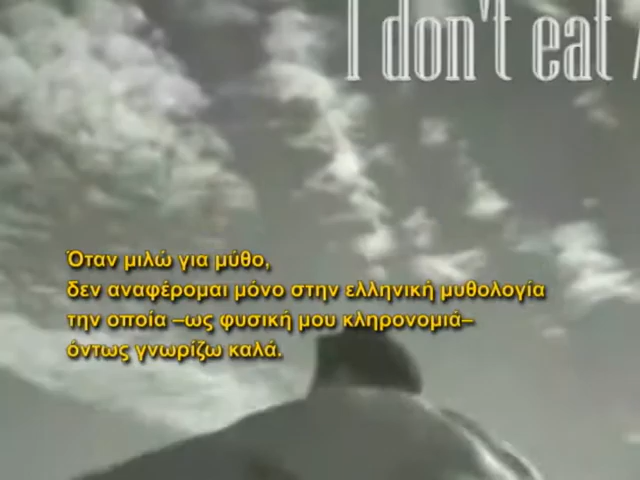 I don't eat
Όταν μιλώ για μύθο,
δεν αναφέρομαι μόνο στην ελληνική μυθολογία
την οποία –ως φυσική μου κληρονομιά–
όντως γνωρίζω καλά.